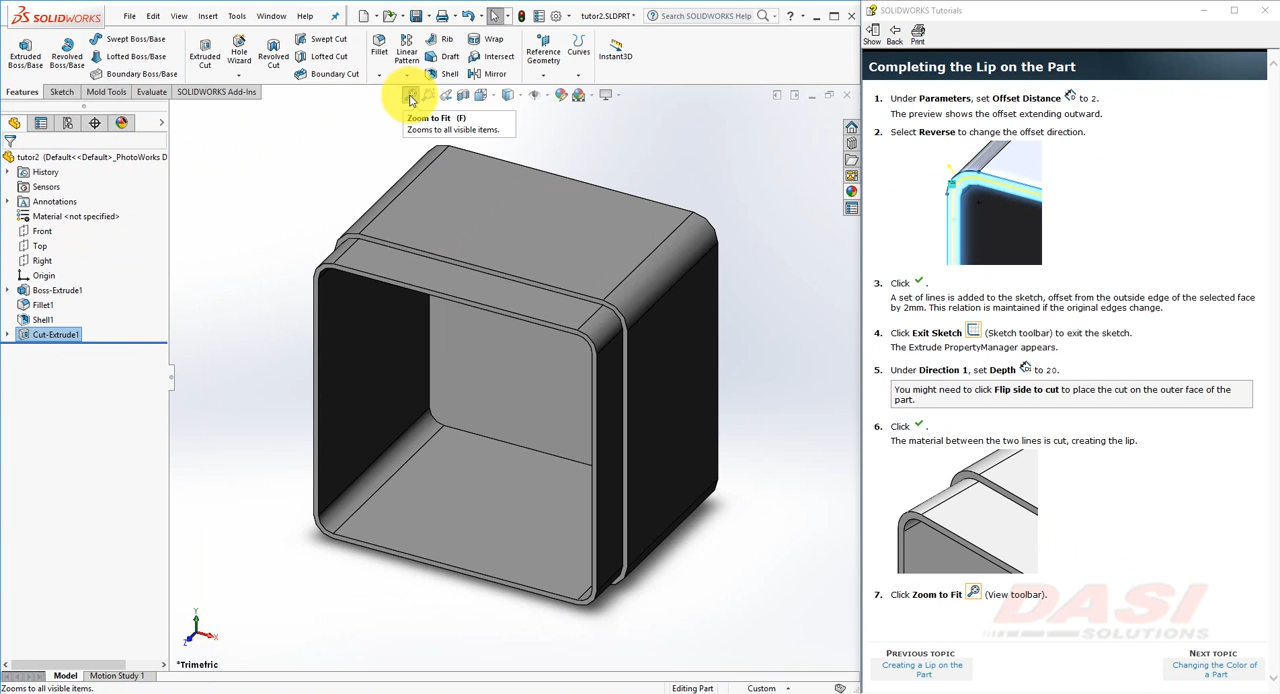 SOLIDWORKS
File
Edit
View
Insert
Tools
Window
Help
tutor2.SLDPRT*
Search SOLIDWORKS Help
?
Extruded Boss/Base
Revolved Boss/Base
Swept Boss/Base
Lofted Boss/Base
Boundary Boss/Base
Extruded Cut
Hole Wizard
Revolved Cut
Swept Cut
Lofted Cut
Boundary Cut
Fillet
Linear Pattern
Rib
Draft
Shell
Wrap
Intersect
Mirror
Reference Geometry
Curves
Instant3D
Features
Sketch
Mold Tools
Evaluate
SOLIDWORKS Add-Ins
Zoom to Fit (F)
Zooms to all visible items.
tutor2 (Default<<Default>_PhotoWorks D
History
Sensors
Annotations
Material <not specified>
Front
Top
Right
Origin
Boss-Extrude1
Fillet1
Shell1
Cut-Extrude1
Y
X
Z
*Trimetric
Model
Motion Study 1
Zooms to all visible items.
Editing Part
Custom
SOLIDWORKS Tutorials
Show
Back
Print
Completing the Lip on the Part
1. Under Parameters, set Offset Distance to 2.
The preview shows the offset extending outward.
2. Select Reverse to change the offset direction.
3. Click .
A set of lines is added to the sketch, offset from the outside edge of the selected face
by 2mm. This relation is maintained if the original edges change.
4. Click Exit Sketch (Sketch toolbar) to exit the sketch.
The Extrude PropertyManager appears.
5. Under Direction 1, set Depth to 20.
You might need to click Flip side to cut to place the cut on the outer face of the
part.
6. Click .
The material between the two lines is cut, creating the lip.
7. Click Zoom to Fit (View toolbar).
DASI
SOLUTIONS
PREVIOUS TOPIC
Creating a Lip on the
Part
NEXT TOPIC
Changing the Color of
a Part